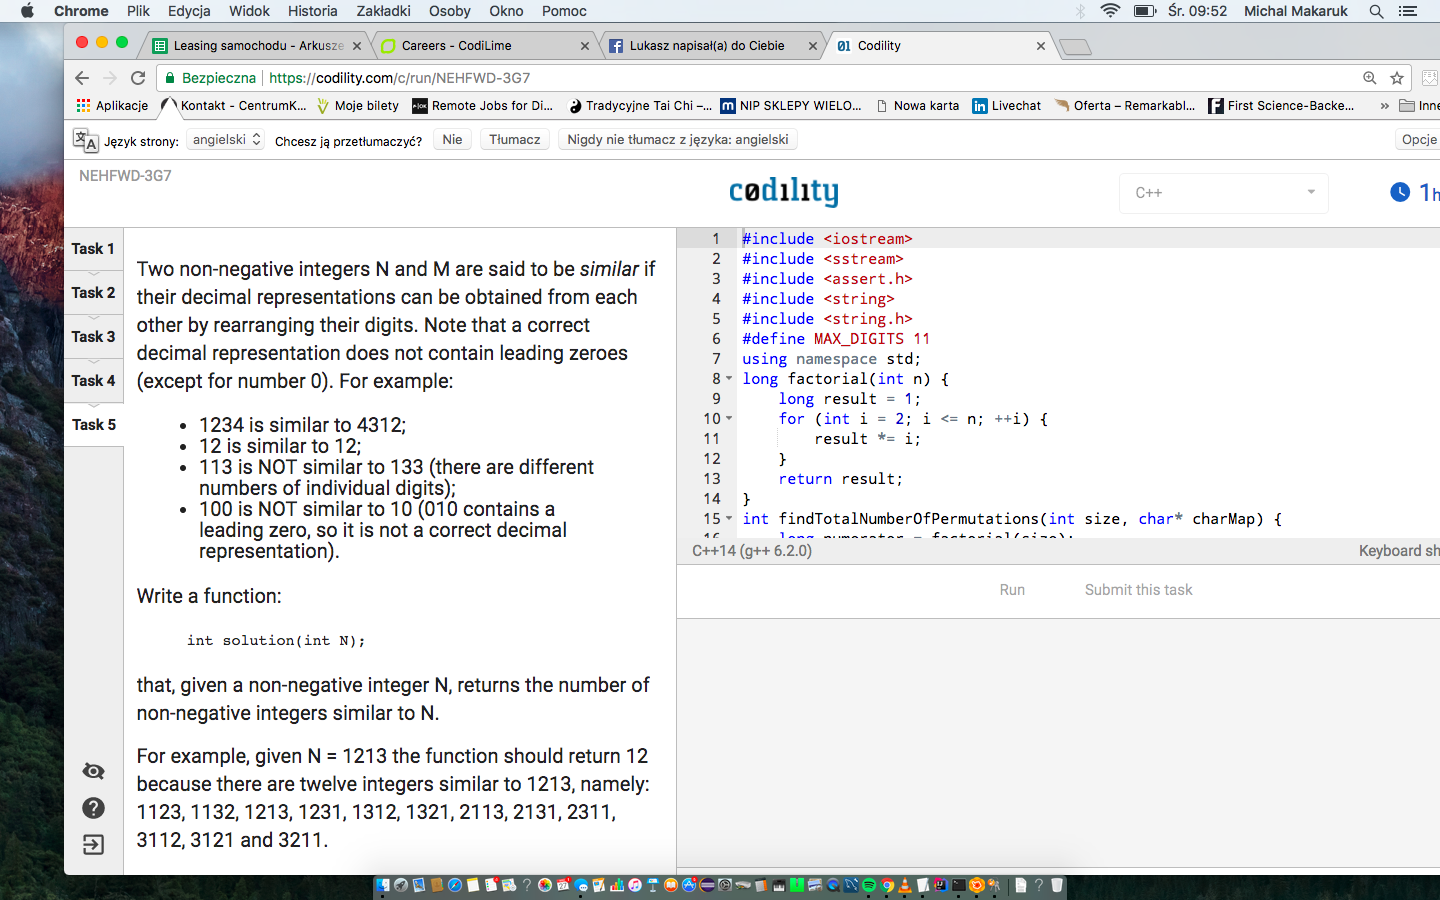 Chrome Plik Edycja Widok Historia Zakładki Osoby Okno Pomoc Śr. 09:52 Michal Makaruk
Leasing samochodu - Arkusze Careers - CodiLime Lukasz napisał(a) do Ciebie Codility
Bezpieczna https://codility.com/c/run/NEHFWD-3G7
Aplikacje Kontakt - CentrumK... Moje bilety Remote Jobs for Di... Tradycyjne Tai Chi –... NIP SKLEPY WIELO... Nowa karta Livechat Oferta – Remarkabl... First Science-Backe... » Inne
Język strony: angielski Chcesz ją przetłumaczyć? Nie Tłumacz Nigdy nie tłumacz z języka: angielski Opcje
NEHFWD-3G7
codility
C++
1h
Task 1
Task 2
Task 3
Task 4
Task 5
Two non-negative integers N and M are said to be similar if
their decimal representations can be obtained from each
other by rearranging their digits. Note that a correct
decimal representation does not contain leading zeroes
(except for number 0). For example:
• 1234 is similar to 4312;
• 12 is similar to 12;
• 113 is NOT similar to 133 (there are different
numbers of individual digits);
• 100 is NOT similar to 10 (010 contains a
leading zero, so it is not a correct decimal
representation).
Write a function:
int solution(int N);
that, given a non-negative integer N, returns the number of
non-negative integers similar to N.
For example, given N = 1213 the function should return 12
because there are twelve integers similar to 1213, namely:
1123, 1132, 1213, 1231, 1312, 1321, 2113, 2131, 2311,
3112, 3121 and 3211.
1 #include <iostream>
2 #include <sstream>
3 #include <assert.h>
4 #include <string>
5 #include <string.h>
6 #define MAX_DIGITS 11
7 using namespace std;
8 long factorial(int n) {
9 long result = 1;
10 for (int i = 2; i <= n; ++i) {
11 result *= i;
12 }
13 return result;
14 }
15 int findTotalNumberOfPermutations(int size, char* charMap) {
16 long numerator = factorial(size);
C++14 (g++ 6.2.0) Keyboard sh
Run Submit this task